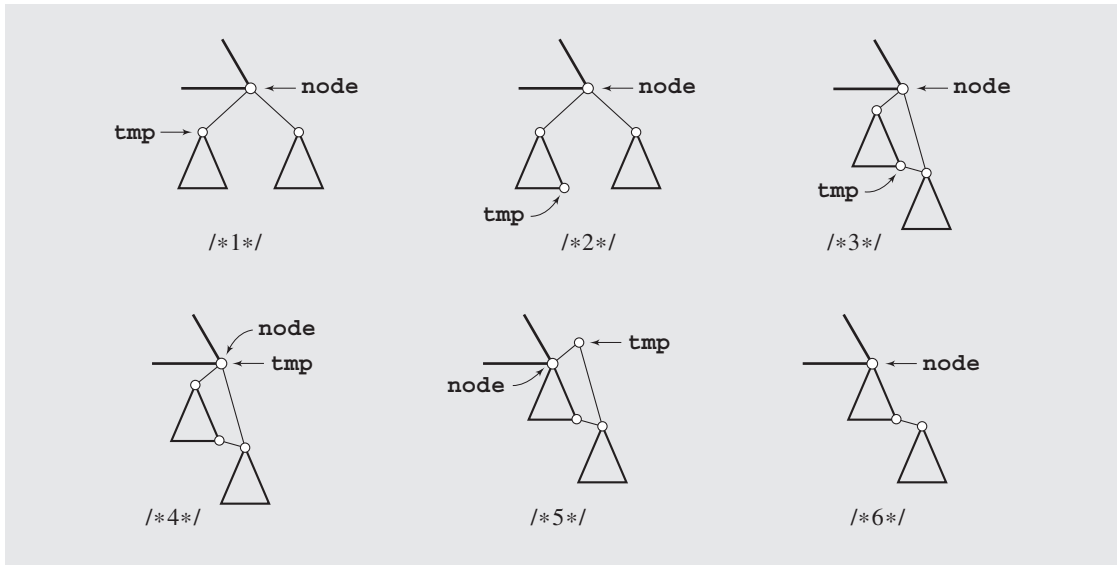 node
tmp
/*1*/
node
tmp
/*2*/
node
tmp
/*3*/
node
tmp
/*4*/
tmp
node
/*5*/
node
/*6*/